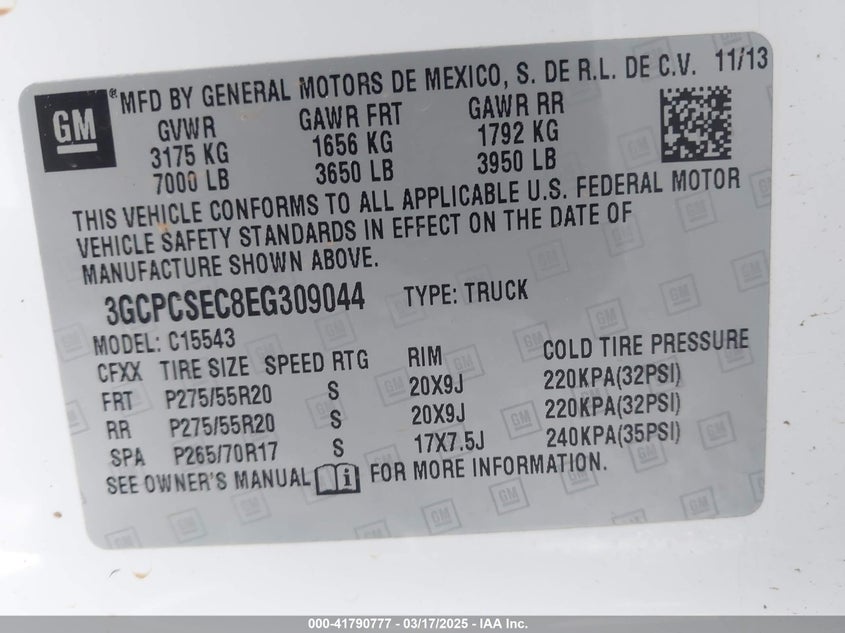 GM
®MFD BY GENERAL MOTORS DE MEXICO, S. DE R.L. DE C.V. 11/13
GVWR GAWR FRT GAWR RR
3175 KG 1656 KG 1792 KG
7000 LB 3650 LB 3950 LB
THIS VEHICLE CONFORMS TO ALL APPLICABLE U.S. FEDERAL MOTOR
VEHICLE SAFETY STANDARDS IN EFFECT ON THE DATE OF
MANUFACTURE SHOWN ABOVE.
3GCPCSEC8EG309044 TYPE: TRUCK
MODEL: C15543
CFXX TIRE SIZE SPEED RTG RIM COLD TIRE PRESSURE
FRT P275/55R20 S 20X9J 220KPA(32PSI)
RR P275/55R20 S 20X9J 220KPA(32PSI)
SPA P265/70R17 S 17X7.5J 240KPA(35PSI)
SEE OWNER'S MANUAL FOR MORE INFORMATION.
000-41790777 - 03/17/2025 - IAA Inc.